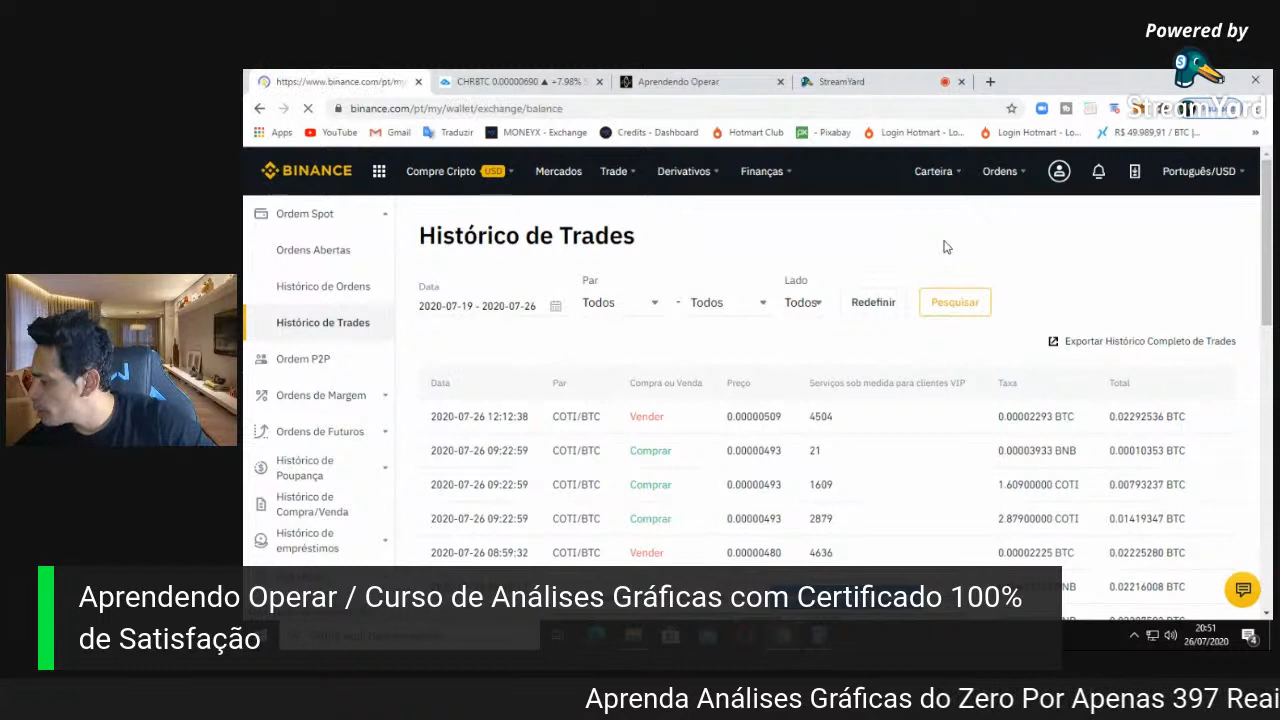 Powered by
StreamYard
https://www.binance.com/pt/my
CHRBTC 0.00000690 ▲ +7.98%
Aprendendo Operar
StreamYard
binance.com/pt/my/wallet/exchange/balance
Apps YouTube Gmail Traduzir MONEYX - Exchange Credits - Dashboard Hotmart Club - Pixabay Login Hotmart - Lo... Login Hotmart - Lo... R$ 49.989,91 / BTC |...
BINANCE Compre Cripto USD Mercados Trade Derivativos Finanças Carteira Ordens Português/USD
Ordem Spot
Ordens Abertas
Histórico de Ordens
Histórico de Trades
Ordem P2P
Ordens de Margem
Ordens de Futuros
Histórico de
Poupança
Histórico de
Compra/Venda
Histórico de
empréstimos
Histórico de Trades
Data Par Lado
2020-07-19 - 2020-07-26 Todos - Todos Todos Redefinir Pesquisar
Exportar Histórico Completo de Trades
Data Par Compra ou Venda Preço Serviços sob medida para clientes VIP Taxa Total
2020-07-26 12:12:38 COTI/BTC Vender 0.00000509 4504 0.00002293 BTC 0.02292536 BTC
2020-07-26 09:22:59 COTI/BTC Comprar 0.00000493 21 0.00003933 BNB 0.00010353 BTC
2020-07-26 09:22:59 COTI/BTC Comprar 0.00000493 1609 1.60900000 COTI 0.00793237 BTC
2020-07-26 09:22:59 COTI/BTC Comprar 0.00000493 2879 2.87900000 COTI 0.01419347 BTC
2020-07-26 08:59:32 COTI/BTC Vender 0.00000480 4636 0.00002225 BTC 0.02225280 BTC
BNB 0.02216008 BTC
Aprendendo Operar / Curso de Análises Gráficas com Certificado 100%
de Satisfação
20:51
26/07/2020
4
Aprenda Análises Gráficas do Zero Por Apenas 397 Reai